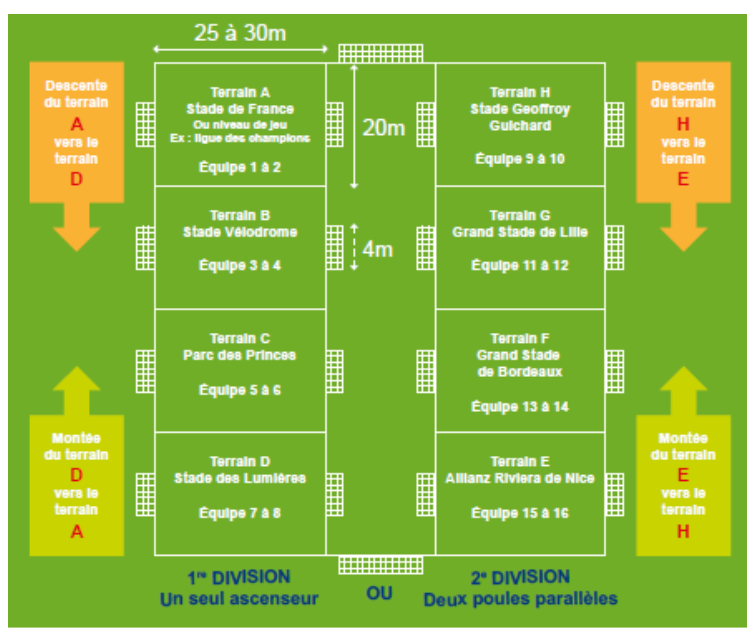 25 à 30m
Descente
du terrain
A
vers le
terrain
D
Terrain A
Stade de France
Ou niveau de jeu
Ex : ligue des champions
Équipe 1 à 2
20m
Terrain H
Stade Geoffroy
Guichard
Équipe 9 à 10
Descente
du terrain
H
vers le
terrain
E
Terrain B
Stade Vélodrome
Équipe 3 à 4
4m
Terrain G
Grand Stade de Lille
Équipe 11 à 12
Terrain C
Parc des Princes
Équipe 5 à 6
Terrain F
Grand Stade
de Bordeaux
Équipe 13 à 14
Montée
du terrain
D
vers le
terrain
A
Terrain D
Stade des Lumières
Équipe 7 à 8
Terrain E
Allianz Riviera de Nice
Équipe 15 à 16
Montée
du terrain
E
vers le
terrain
H
1re DIVISION
Un seul ascenseur
OU
2e DIVISION
Deux poules parallèles